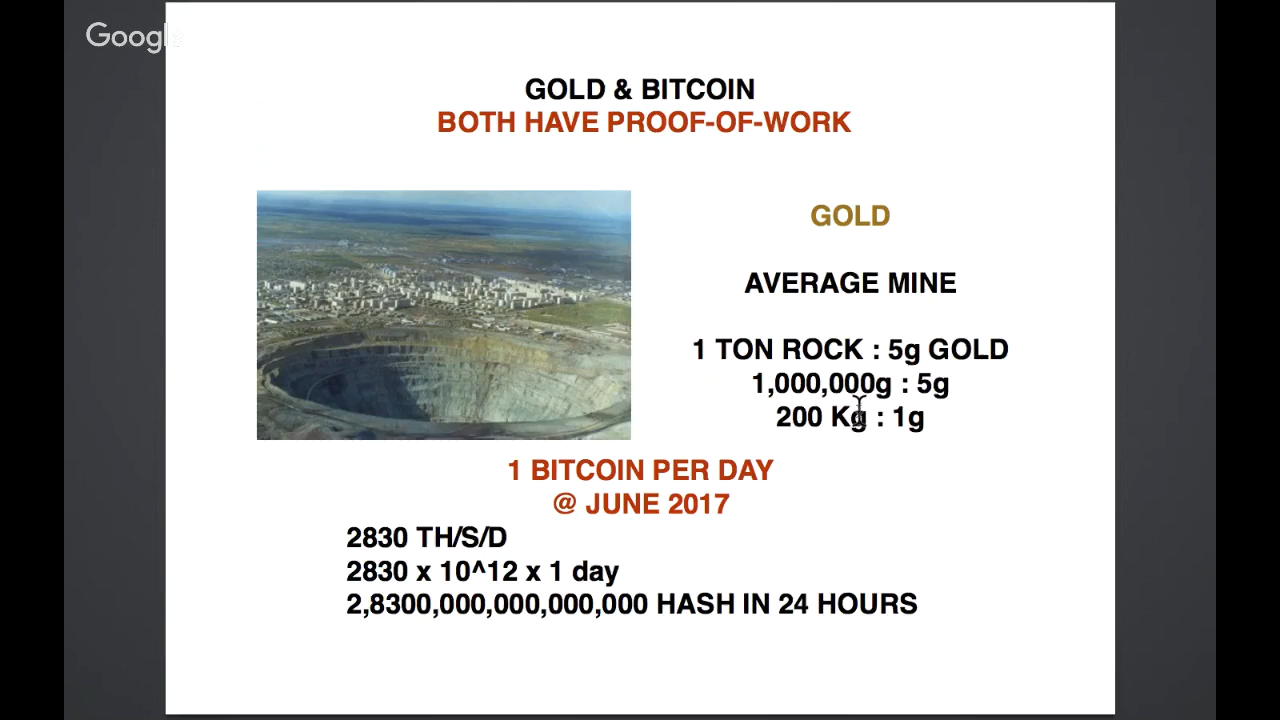 Google
GOLD & BITCOIN
BOTH HAVE PROOF-OF-WORK
GOLD
AVERAGE MINE
1 TON ROCK : 5g GOLD
1,000,000g : 5g
200 Kg : 1g
1 BITCOIN PER DAY
@ JUNE 2017
2830 TH/S/D
2830 x 10^12 x 1 day
2,8300,000,000,000,000 HASH IN 24 HOURS